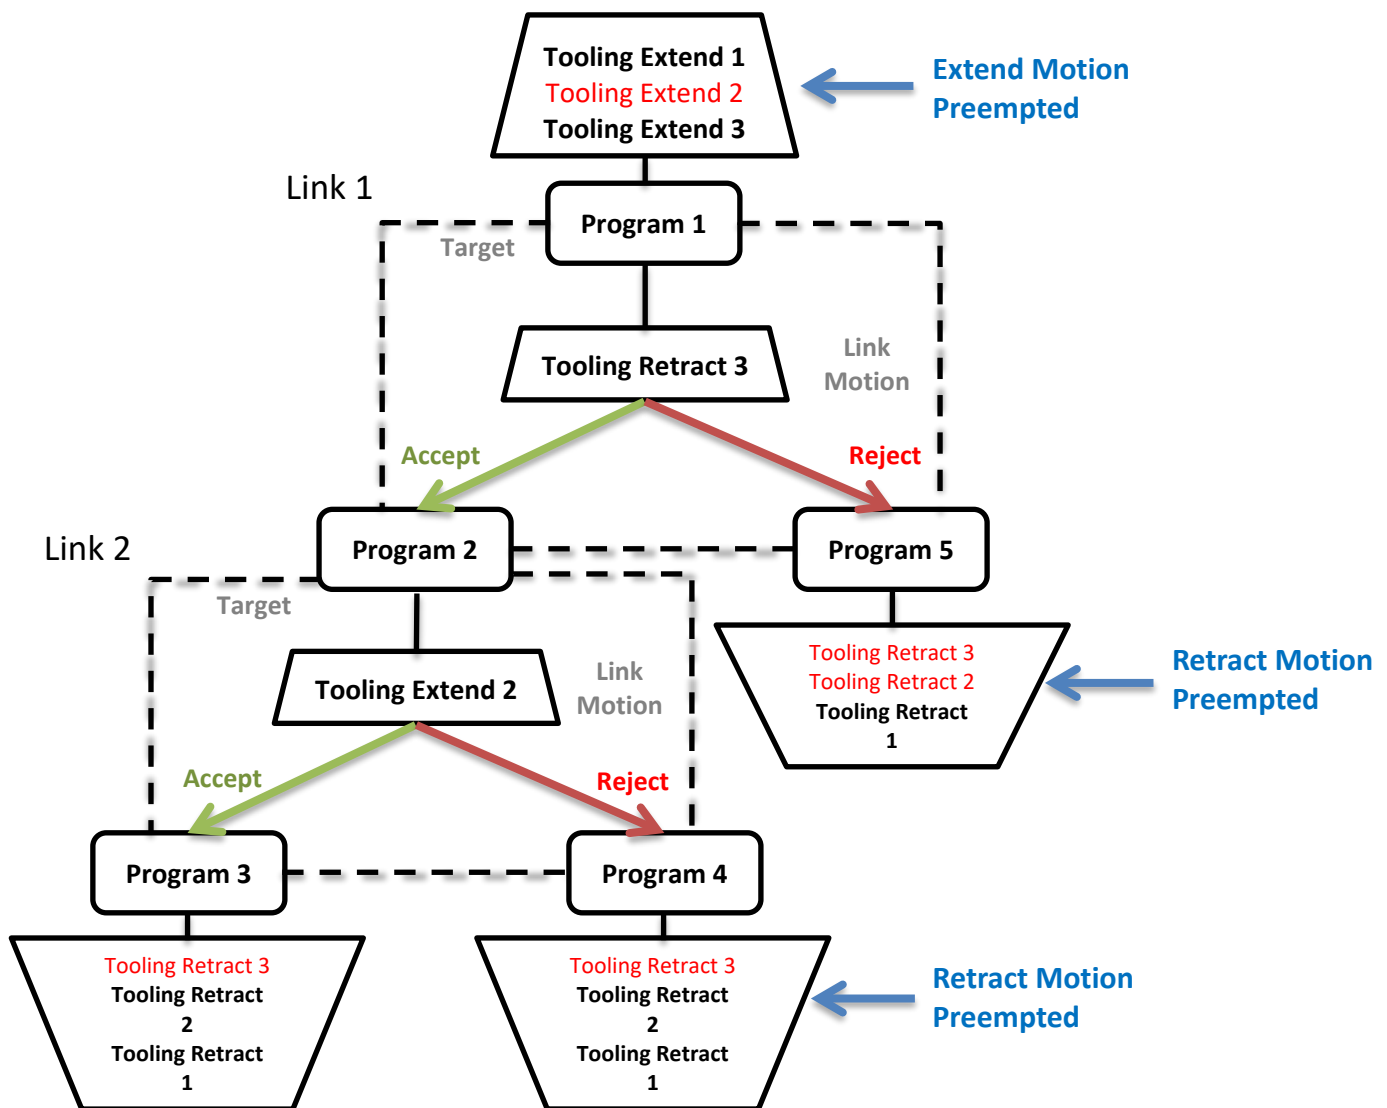 Tooling Extend 1
Tooling Extend 2
Tooling Extend 3
Extend Motion
Preempted
Link 1
Program 1
Target
Tooling Retract 3
Link
Motion
Accept
Reject
Link 2
Program 2
Program 5
Target
Tooling Extend 2
Link
Motion
Tooling Retract 3
Tooling Retract 2
Tooling Retract
1
Retract Motion
Preempted
Accept
Reject
Program 3
Program 4
Tooling Retract 3
Tooling Retract
2
Tooling Retract
1
Tooling Retract 3
Tooling Retract
2
Tooling Retract
1
Retract Motion
Preempted